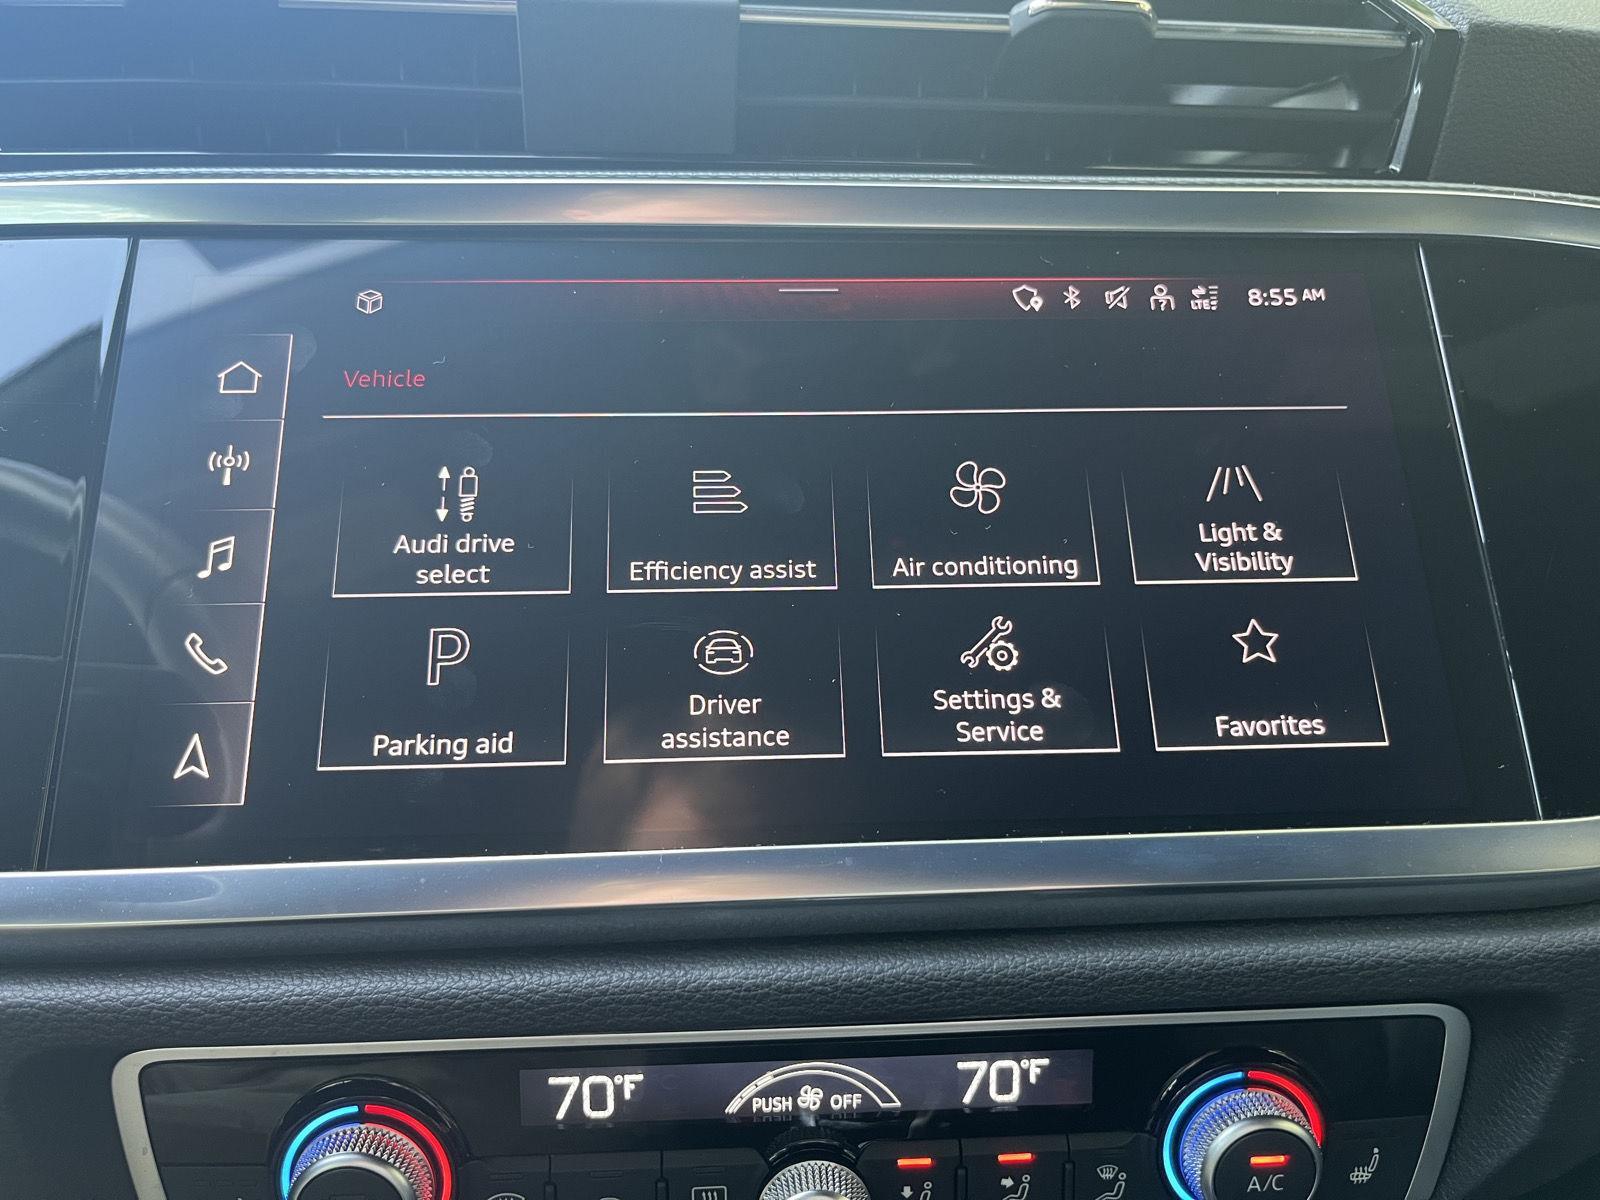 LTE
8:55 AM
Vehicle
Audi drive
select
Efficiency assist
Air conditioning
Light &
Visibility
P
Parking aid
Driver
assistance
Settings &
Service
Favorites
70°F
PUSH OFF
70°F
A/C